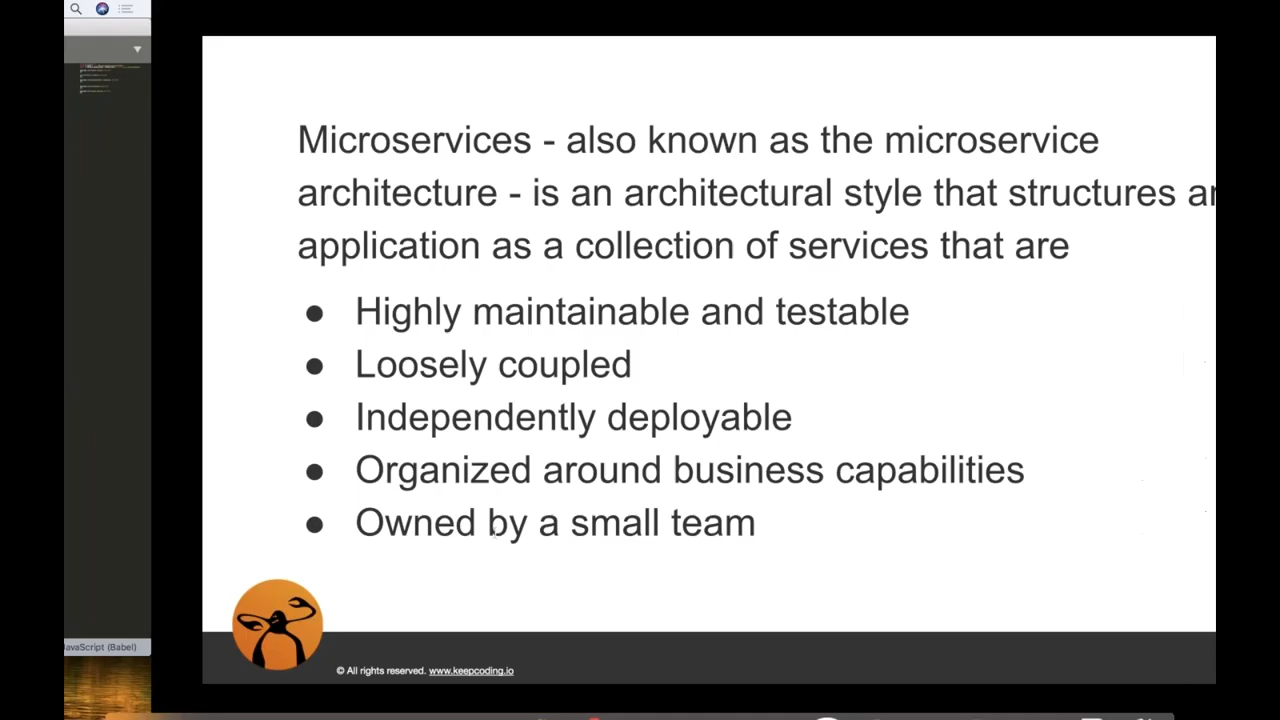 Microservices - also known as the microservice
architecture - is an architectural style that structures
application as a collection of services that are
● Highly maintainable and testable
● Loosely coupled
● Independently deployable
● Organized around business capabilities
● Owned by a small team
JavaScript (Babel)
© All rights reserved. www.keepcoding.io